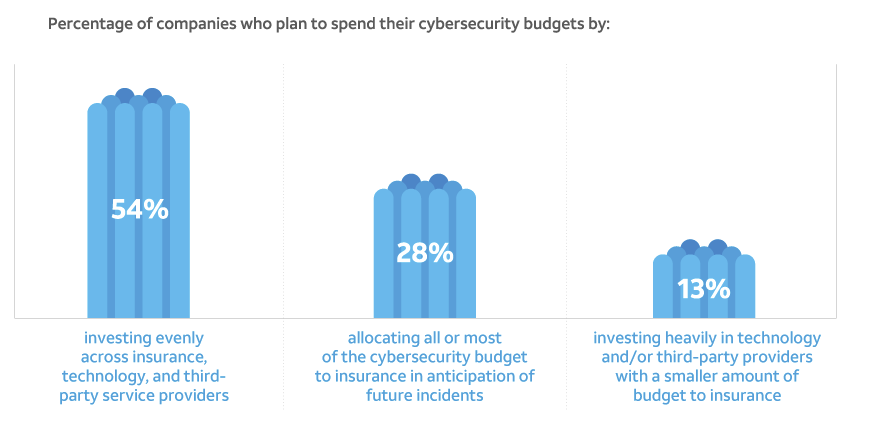 Percentage of companies who plan to spend their cybersecurity budgets by:
54%
28%
13%
investing evenly
across insurance,
technology, and third-
party service providers
allocating all or most
of the cybersecurity budget
to insurance in anticipation of
future incidents
investing heavily in technology
and/or third-party providers
with a smaller amount of
budget to insurance